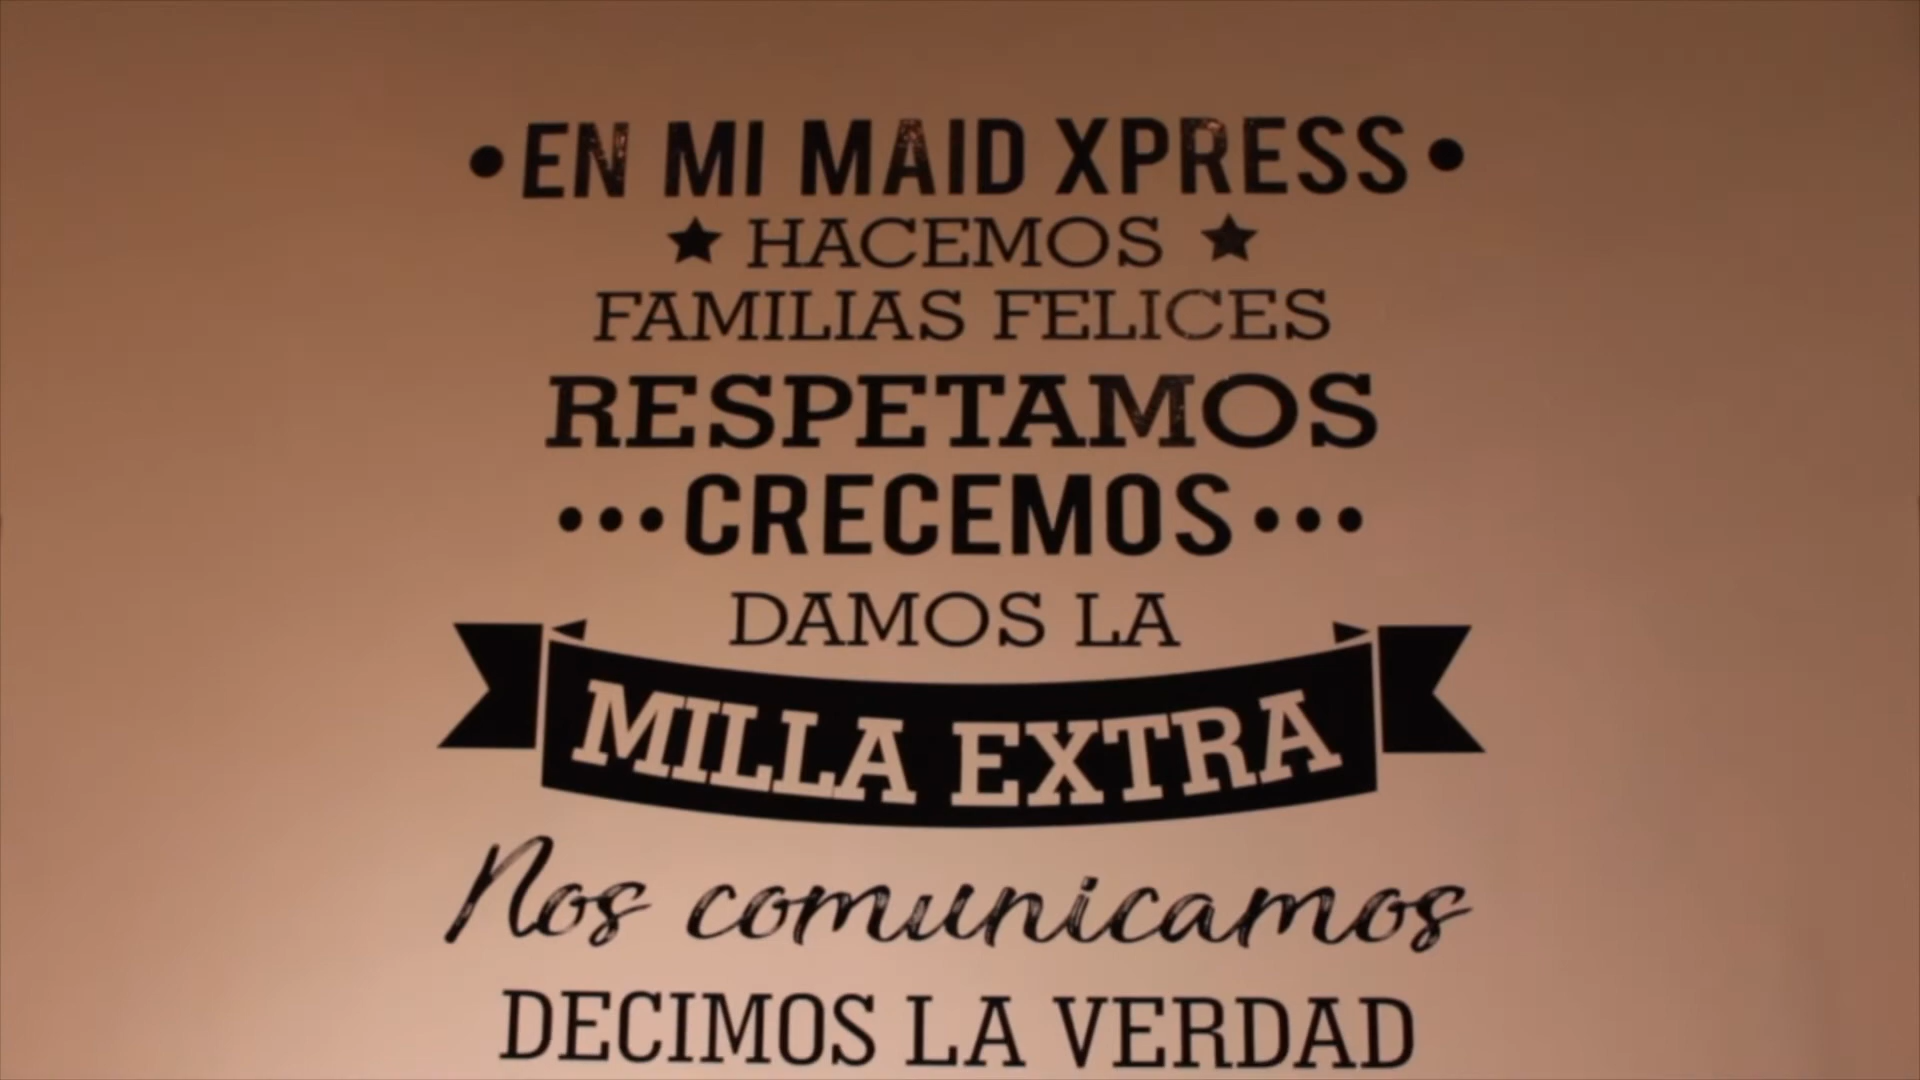 •EN MI MAID XPRESS•
★ HACEMOS ★
FAMILIAS FELICES
RESPETAMOS
•••CRECEMOS•••
DAMOS LA
MILLA EXTRA
Nos comunicamos
DECIMOS LA VERDAD